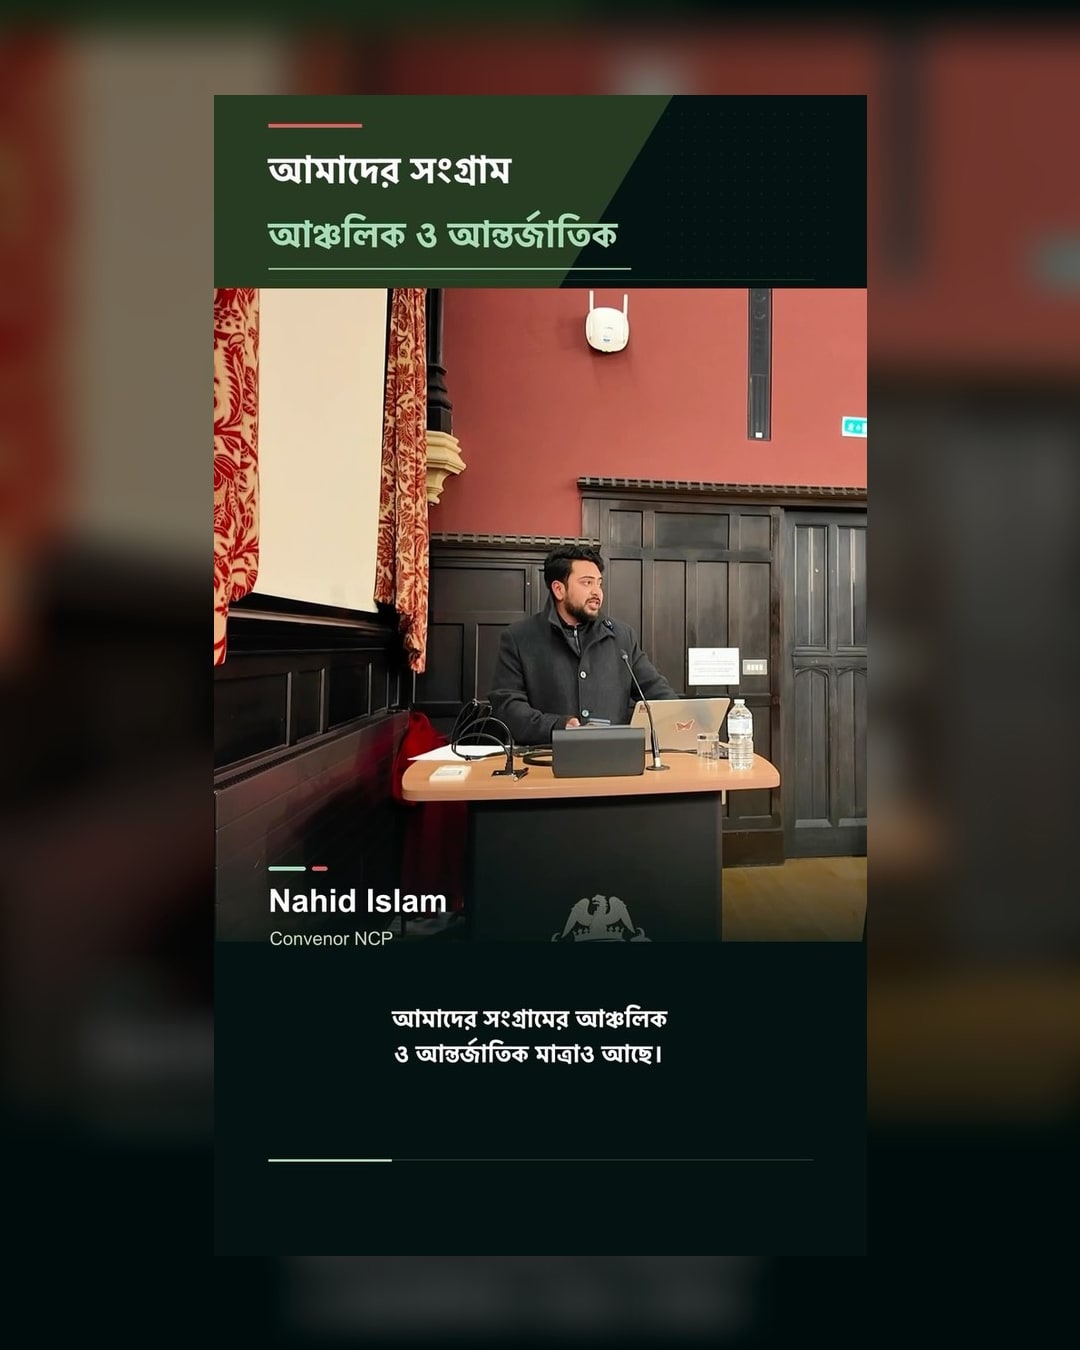 আমাদের সংগ্রাম
আঞ্চলিক ও আন্তর্জাতিক
Nahid Islam
Convenor NCP
আমাদের সংগ্রামের আঞ্চলিক
ও আন্তর্জাতিক মাত্রাও আছে।